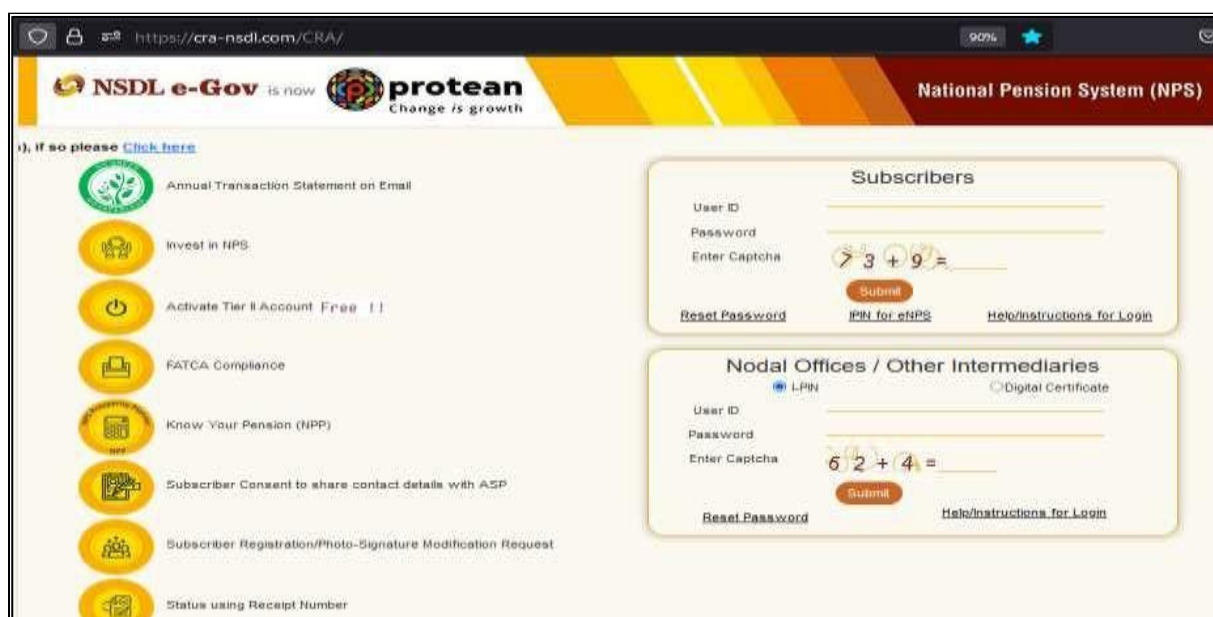 https://cra-nsdl.com/CRA/
90%
NSDL e-Gov is now protean
Change is growth
National Pension System (NPS)
), if so please Click here
Annual Transaction Statement on Email
Invest in NPS
Activate Tier II Account Free !!
FATCA Compliance
Know Your Pension (NPP)
Subscriber Consent to share contact details with ASP
Subscriber Registration/Photo-Signature Modification Request
Status using Receipt Number
Subscribers
User ID
Password
Enter Captcha 7 3 + 9 =
Submit
Reset Password IPIN for eNPS Help/Instructions for Login
Nodal Offices / Other Intermediaries
I-PIN Digital Certificate
User ID
Password
Enter Captcha 6 2 + 4 =
Submit
Reset Password Help/Instructions for Login